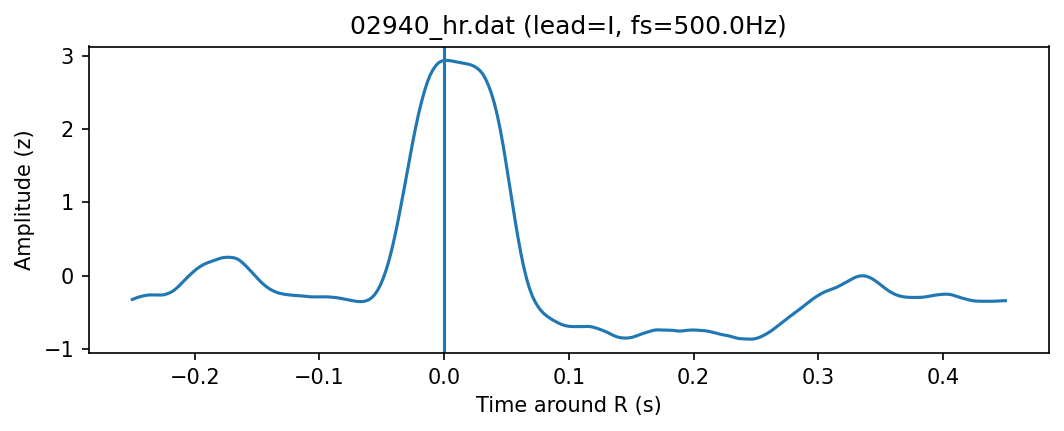 02940_hr.dat (lead=I, fs=500.0Hz)
Amplitude (z)
3
2
1
0
−1
−0.2 −0.1 0.0 0.1 0.2 0.3 0.4
Time around R (s)